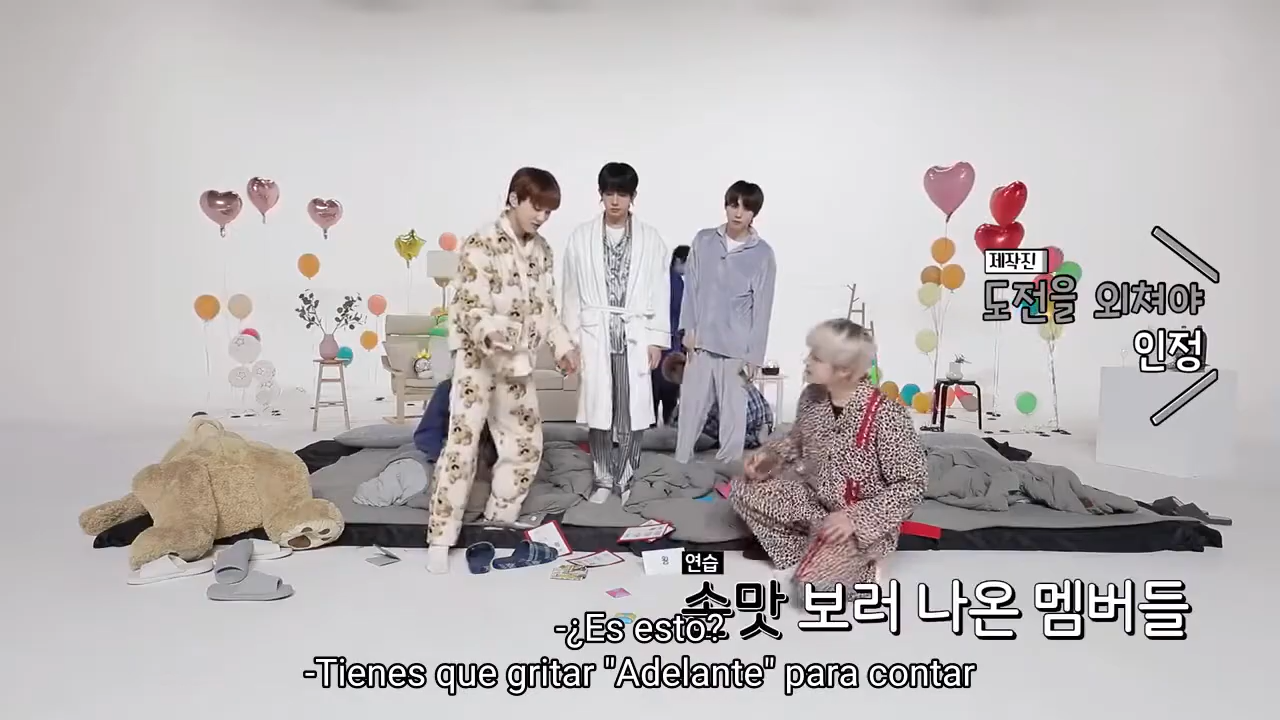 제작진
도전을 외쳐야
인정
연습
손맛 보러 나온 멤버들
-¿Es esto?
-Tienes que gritar "Adelante" para contar